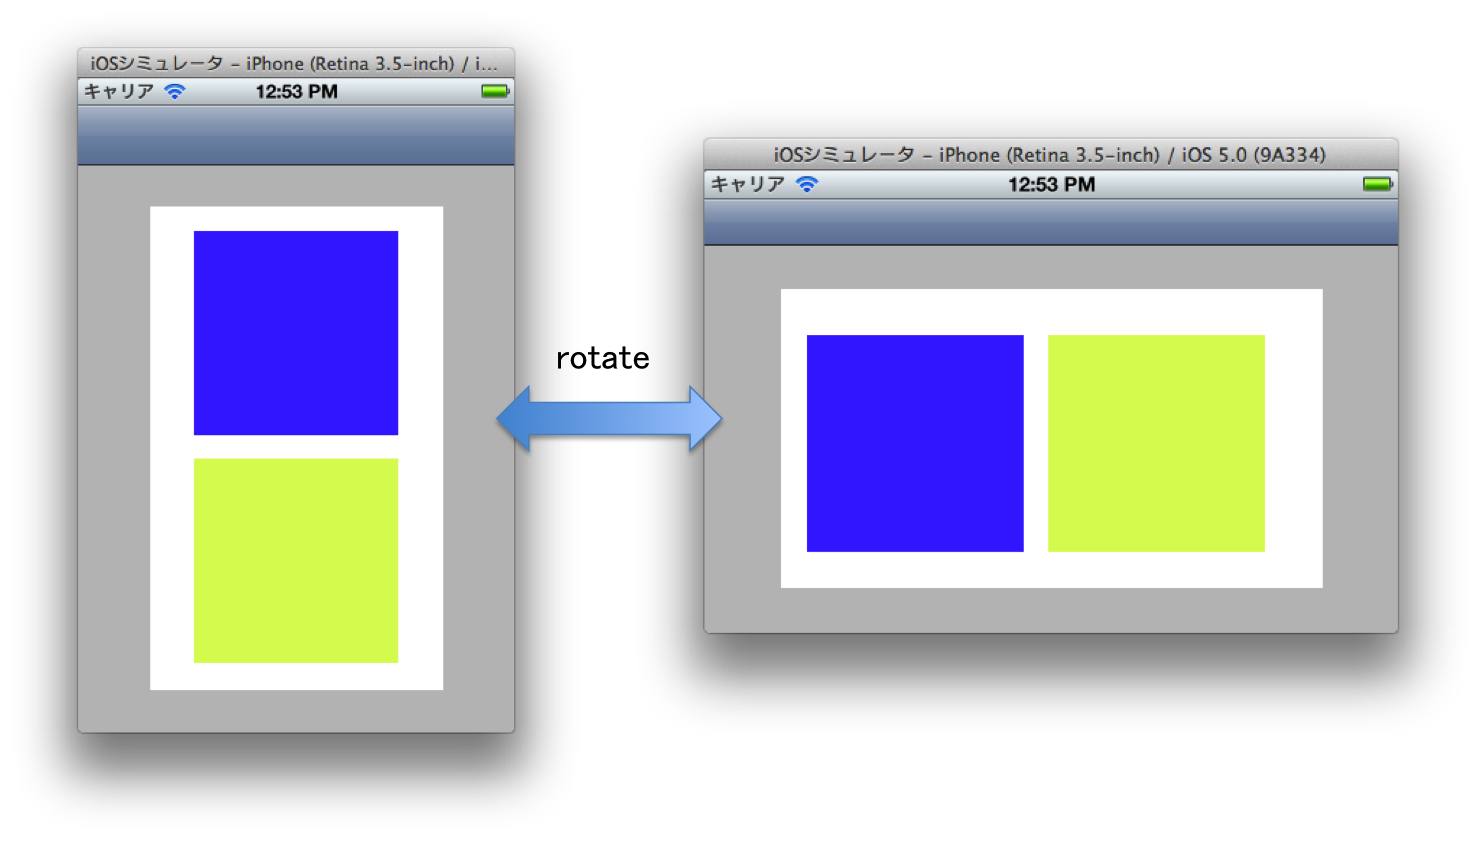 iOSシミュレータ – iPhone (Retina 3.5-inch) / i...
キャリア 12:53 PM
rotate
iOSシミュレータ – iPhone (Retina 3.5-inch) / iOS 5.0 (9A334)
キャリア 12:53 PM